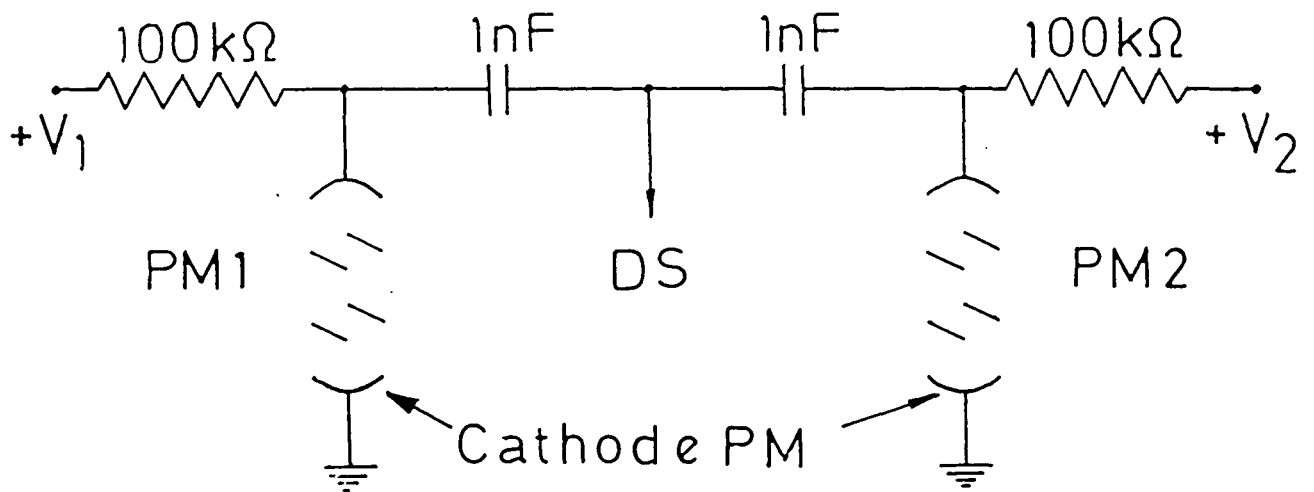 100kΩ 1nF 1nF 100kΩ
+V1 +V2
PM1 DS PM2
Cathode PM